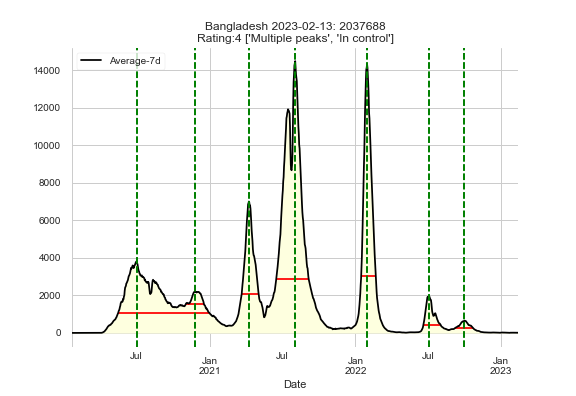 Bangladesh 2023-02-13: 2037688
Rating:4 ['Multiple peaks', 'In control']
Average-7d
14000
12000
10000
8000
6000
4000
2000
0
Jul
Jan
2021
Jul
Jan
2022
Jul
Jan
2023
Date